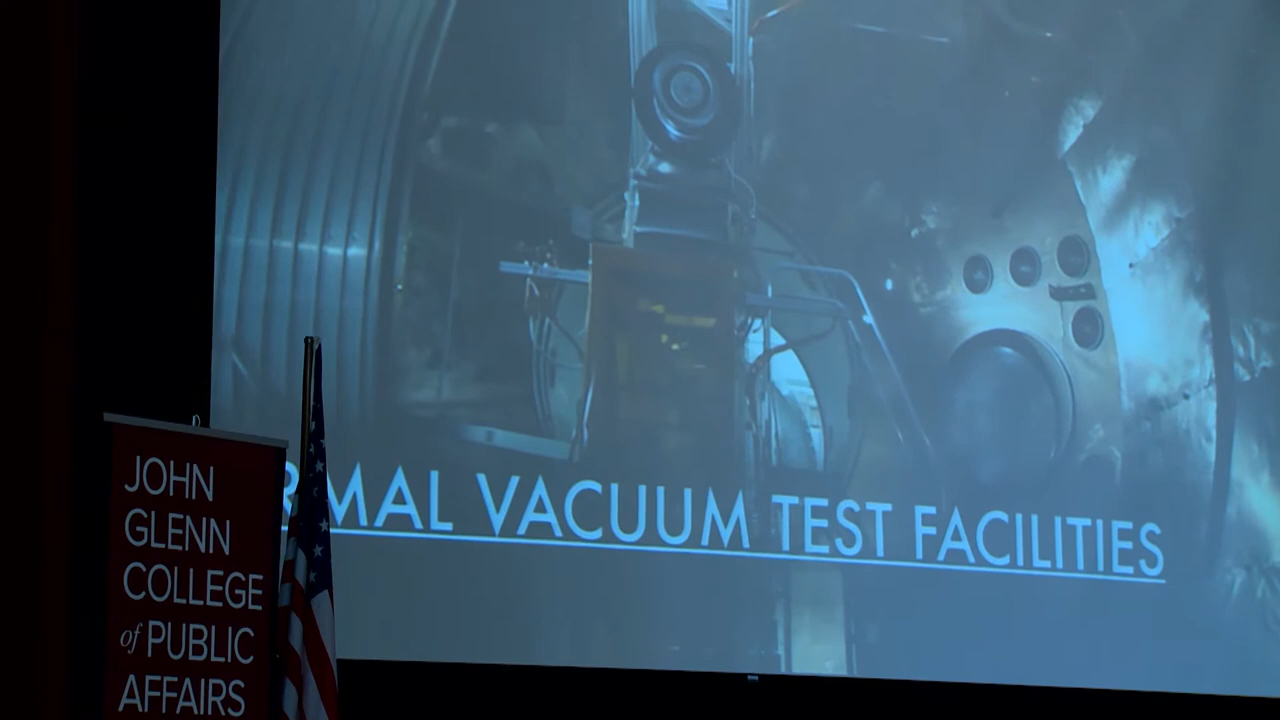 RMAL VACUUM TEST FACILITIES
JOHN
GLENN
COLLEGE
of PUBLIC
AFFAIRS